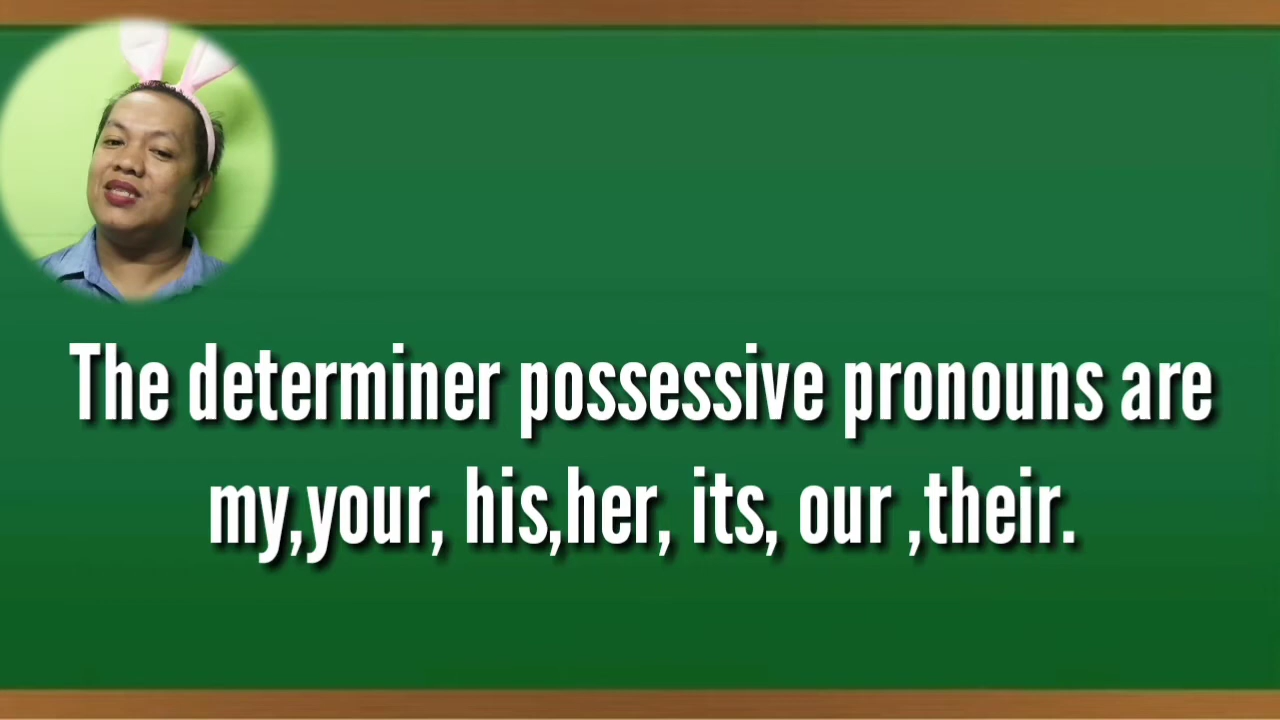 The determiner possessive pronouns are
my,your, his,her, its, our ,their.